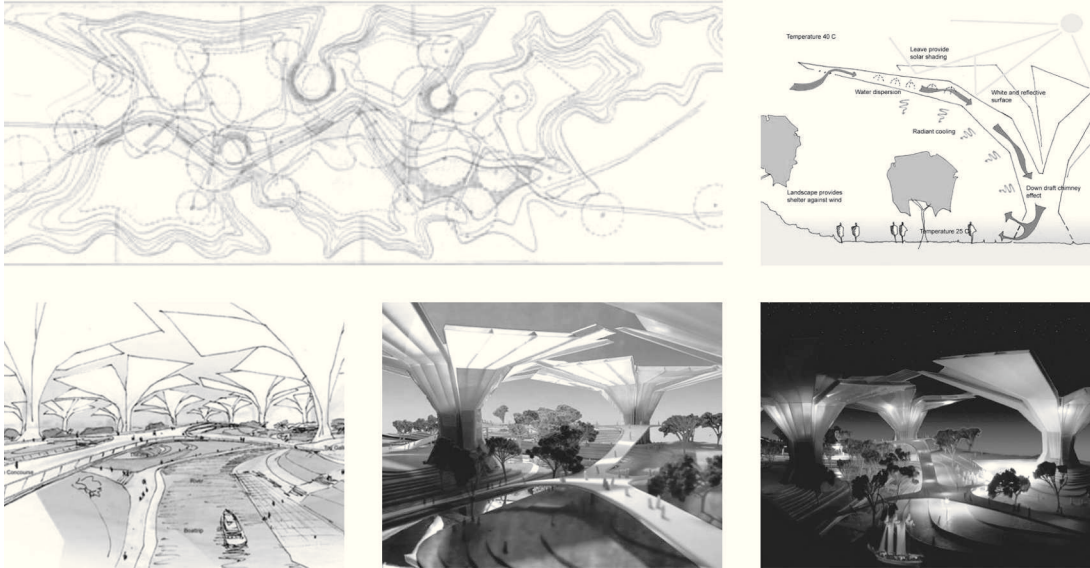 Temperature 40 C
Leave provide
solar shading
Water dispersion
White and reflective
surface
Radiant cooling
Landscape provides
shelter against wind
Down draft chimney
effect
Temperature 25 C
Concourse
River
Boattrip